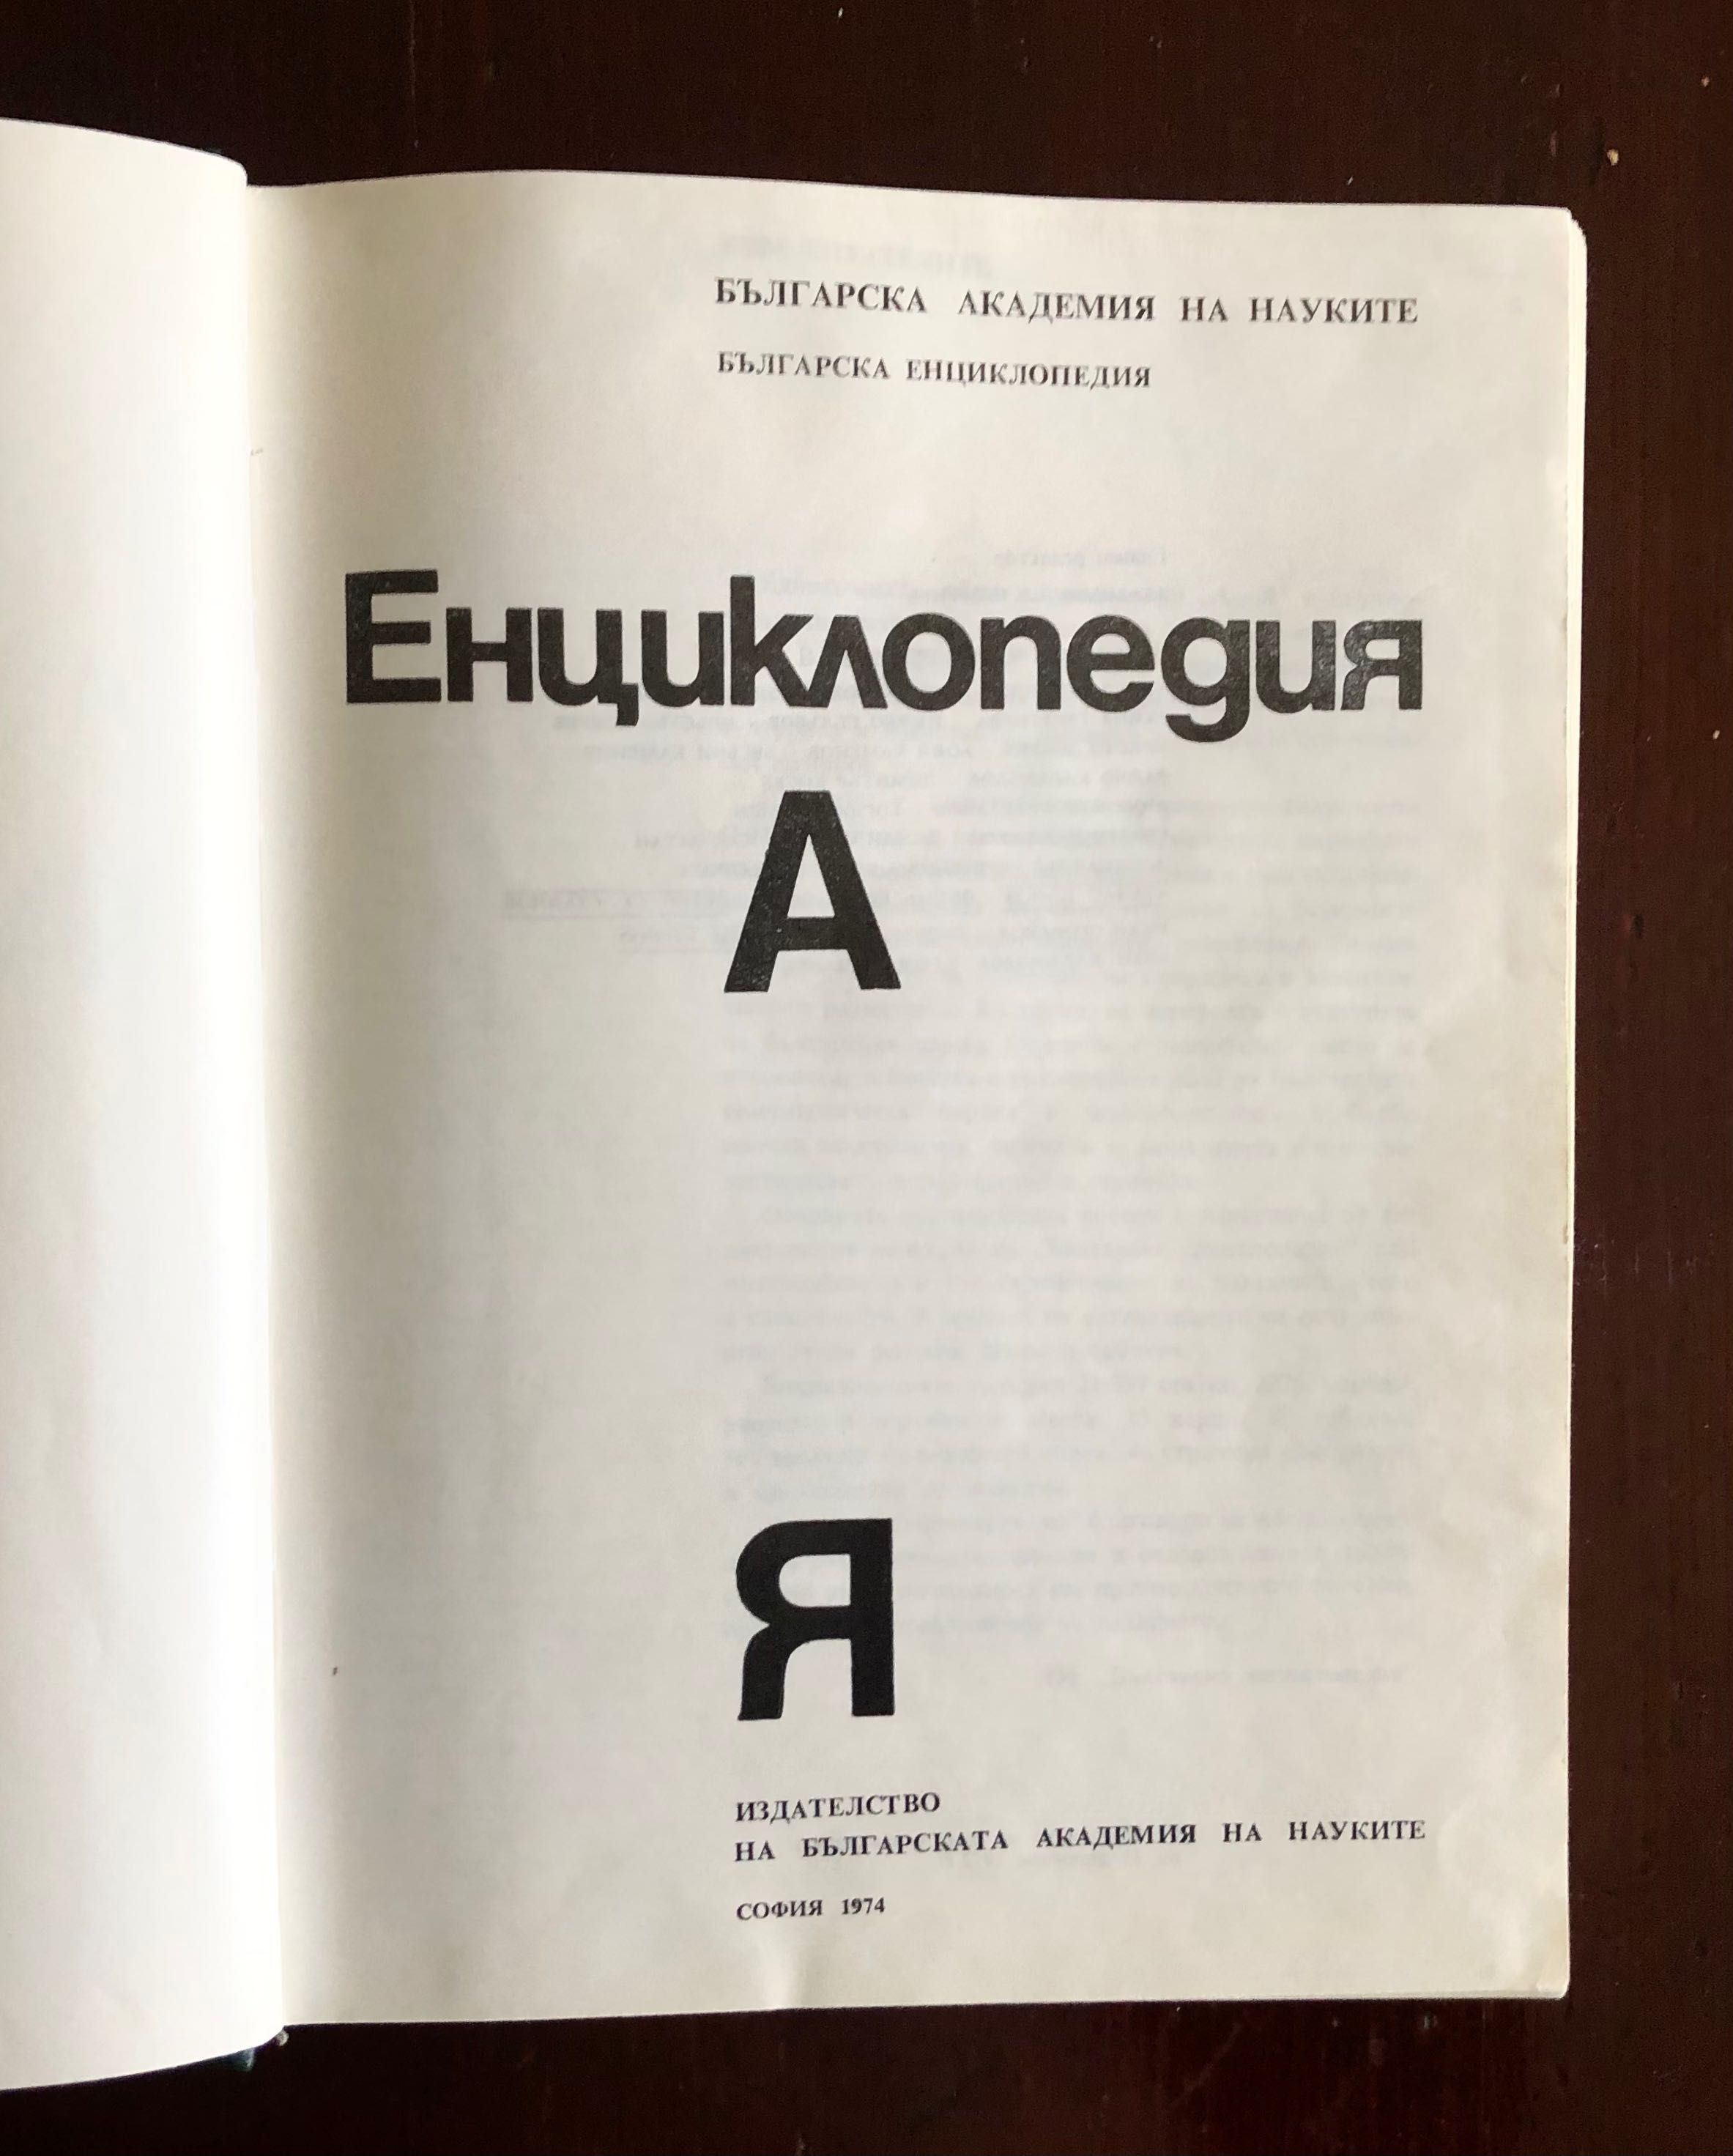 БЪЛГАРСКА АКАДЕМИЯ НА НАУКИТЕ
БЪЛГАРСКА ЕНЦИКЛОПЕДИЯ
Енциклопедия
А
Я
ИЗДАТЕЛСТВО
НА БЪЛГАРСКАТА АКАДЕМИЯ НА НАУКИТЕ
СОФИЯ 1974